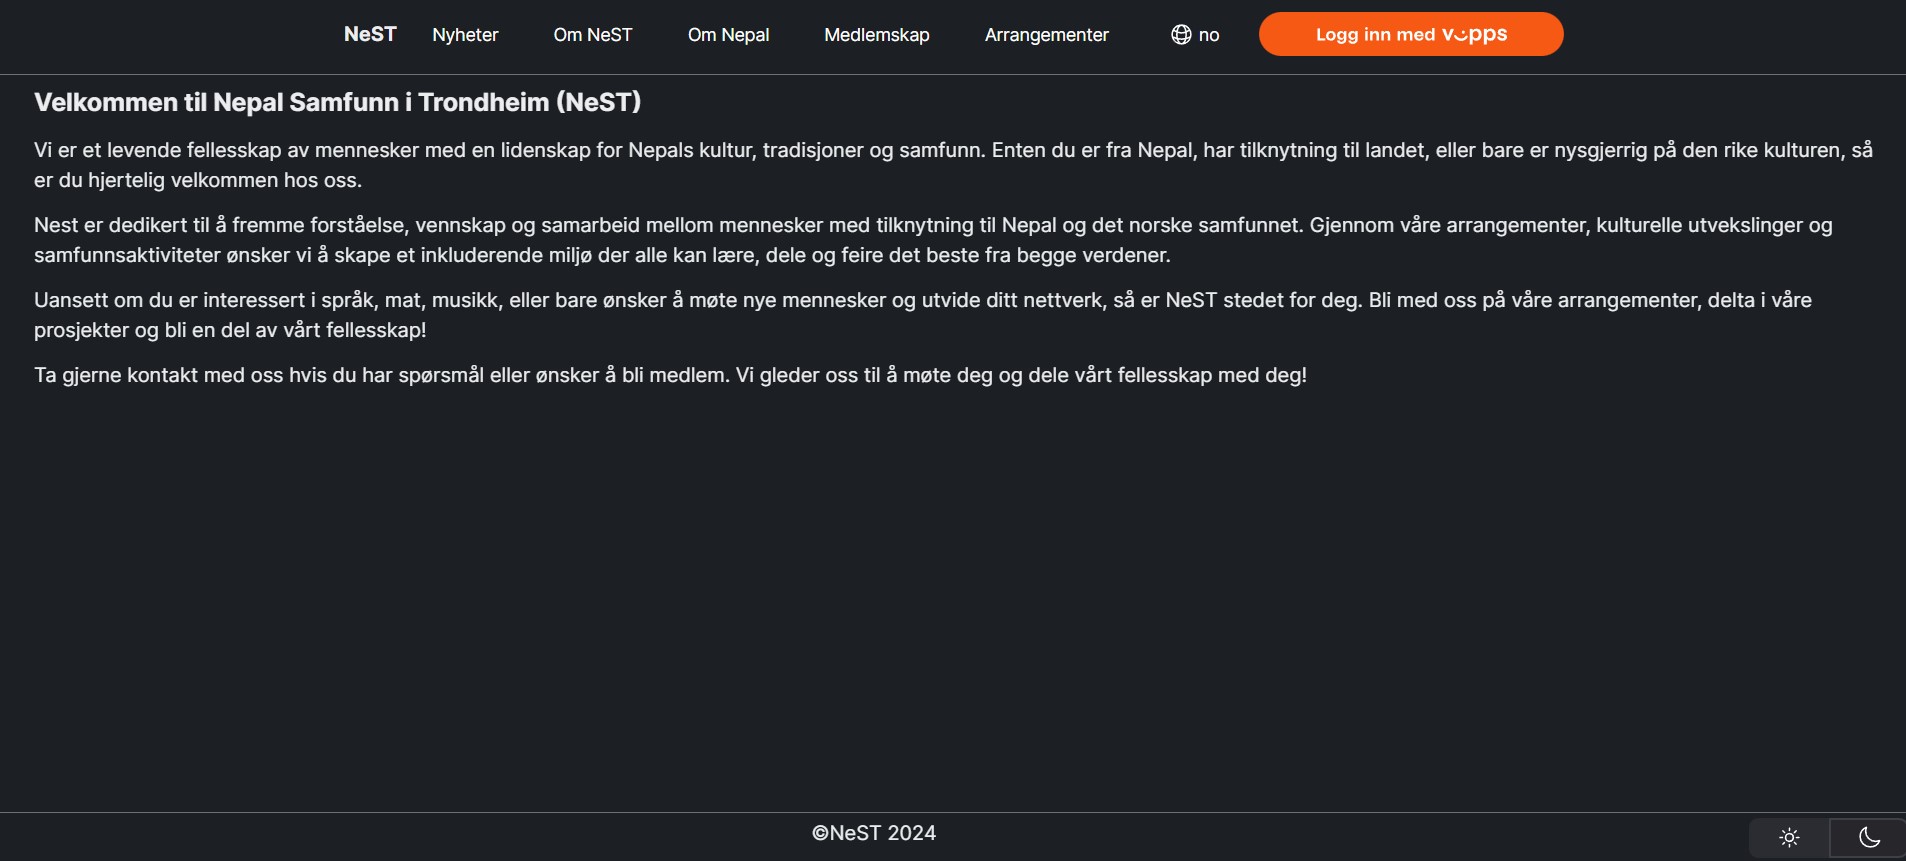 NeST Nyheter Om NeST Om Nepal Medlemskap Arrangementer no Logg inn med vipps
Velkommen til Nepal Samfunn i Trondheim (NeST)
Vi er et levende fellesskap av mennesker med en lidenskap for Nepals kultur, tradisjoner og samfunn. Enten du er fra Nepal, har tilknytning til landet, eller bare er nysgjerrig på den rike kulturen, så
er du hjertelig velkommen hos oss.
Nest er dedikert til å fremme forståelse, vennskap og samarbeid mellom mennesker med tilknytning til Nepal og det norske samfunnet. Gjennom våre arrangementer, kulturelle utvekslinger og
samfunnsaktiviteter ønsker vi å skape et inkluderende miljø der alle kan lære, dele og feire det beste fra begge verdener.
Uansett om du er interessert i språk, mat, musikk, eller bare ønsker å møte nye mennesker og utvide ditt nettverk, så er NeST stedet for deg. Bli med oss på våre arrangementer, delta i våre
prosjekter og bli en del av vårt fellesskap!
Ta gjerne kontakt med oss hvis du har spørsmål eller ønsker å bli medlem. Vi gleder oss til å møte deg og dele vårt fellesskap med deg!
©NeST 2024